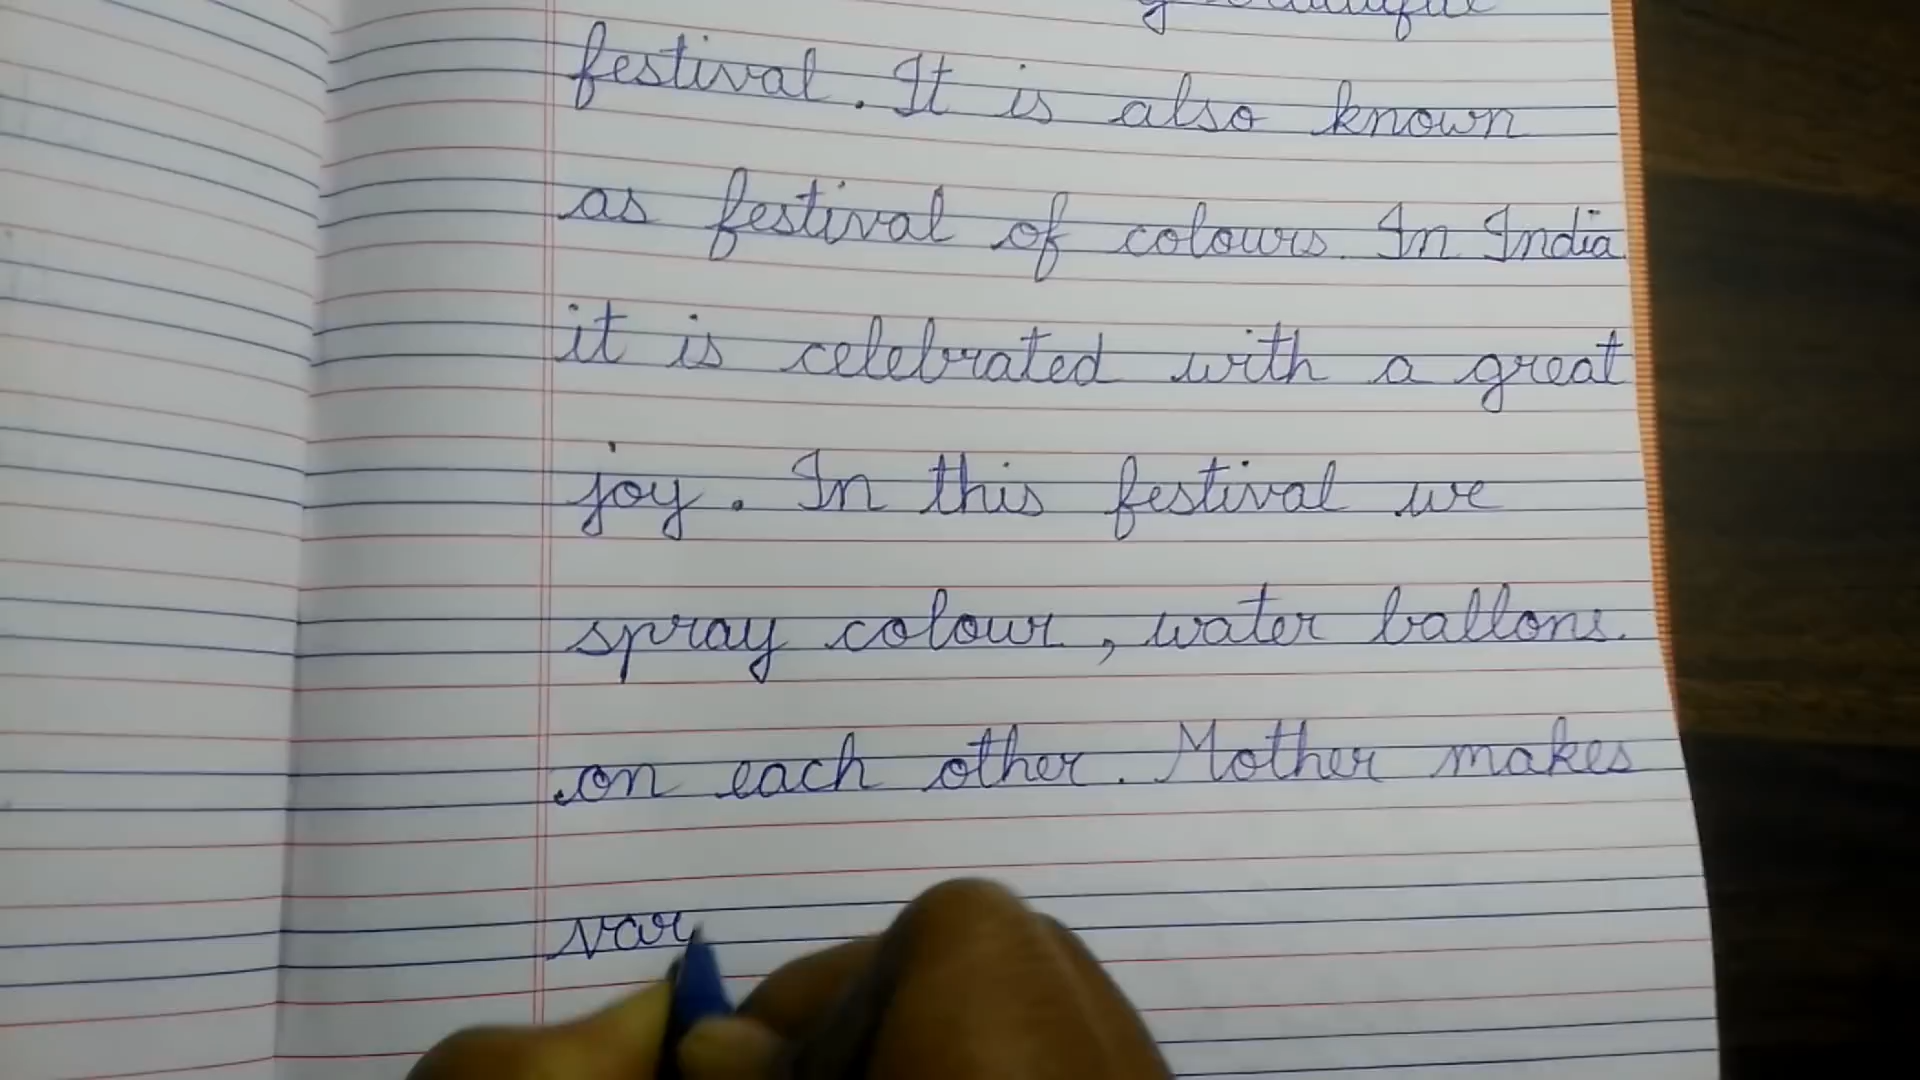 festival. It is also known
as festival of colours. In India
it is celebrated with a great
joy. In this festival we
spray colour, water ballons.
on each other. Mother makes
var